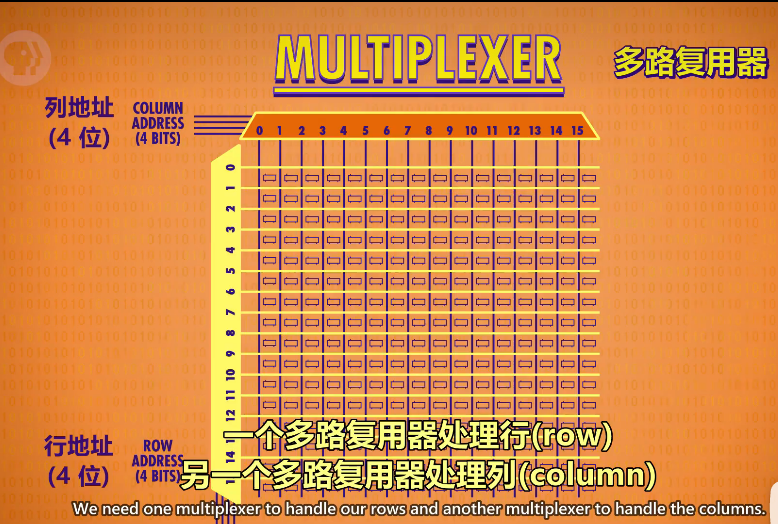 MULTIPLEXER
多路复用器
列地址
(4 位)
COLUMN
ADDRESS
(4 BITS)
0 1 2 3 4 5 6 7 8 9 10 11 12 13 14 15
0
1
2
3
4
5
6
7
8
9
10
11
12
行地址
(4 位)
ROW
ADDRESS
(4 BITS)
一个多路复用器处理行(row)
另一个多路复用器处理列(column)
We need one multiplexer to handle our rows and another multiplexer to handle the columns.